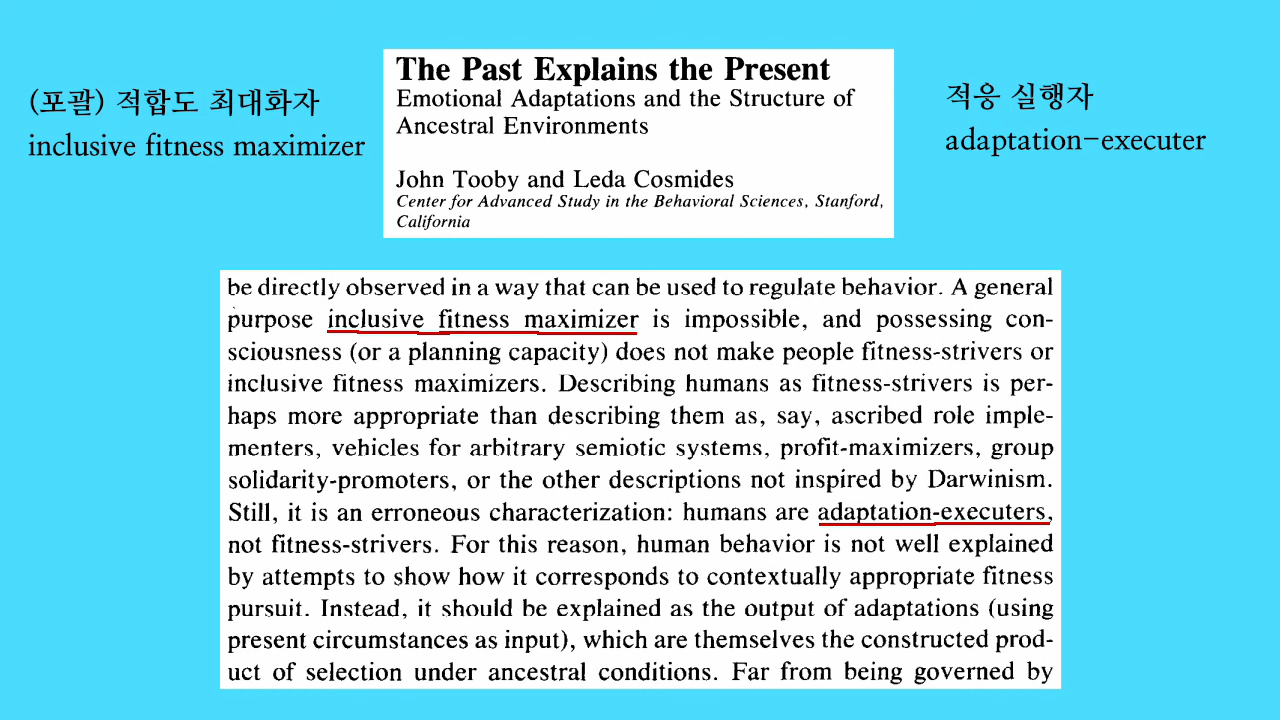 (포괄) 적합도 최대화자
inclusive fitness maximizer
The Past Explains the Present
Emotional Adaptations and the Structure of
Ancestral Environments
John Tooby and Leda Cosmides
Center for Advanced Study in the Behavioral Sciences, Stanford,
California
적응 실행자
adaptation-executer
be directly observed in a way that can be used to regulate behavior. A general
purpose inclusive fitness maximizer is impossible, and possessing con-
sciousness (or a planning capacity) does not make people fitness-strivers or
inclusive fitness maximizers. Describing humans as fitness-strivers is per-
haps more appropriate than describing them as, say, ascribed role imple-
menters, vehicles for arbitrary semiotic systems, profit-maximizers, group
solidarity-promoters, or the other descriptions not inspired by Darwinism.
Still, it is an erroneous characterization: humans are adaptation-executers,
not fitness-strivers. For this reason, human behavior is not well explained
by attempts to show how it corresponds to contextually appropriate fitness
pursuit. Instead, it should be explained as the output of adaptations (using
present circumstances as input), which are themselves the constructed prod-
uct of selection under ancestral conditions. Far from being governed by